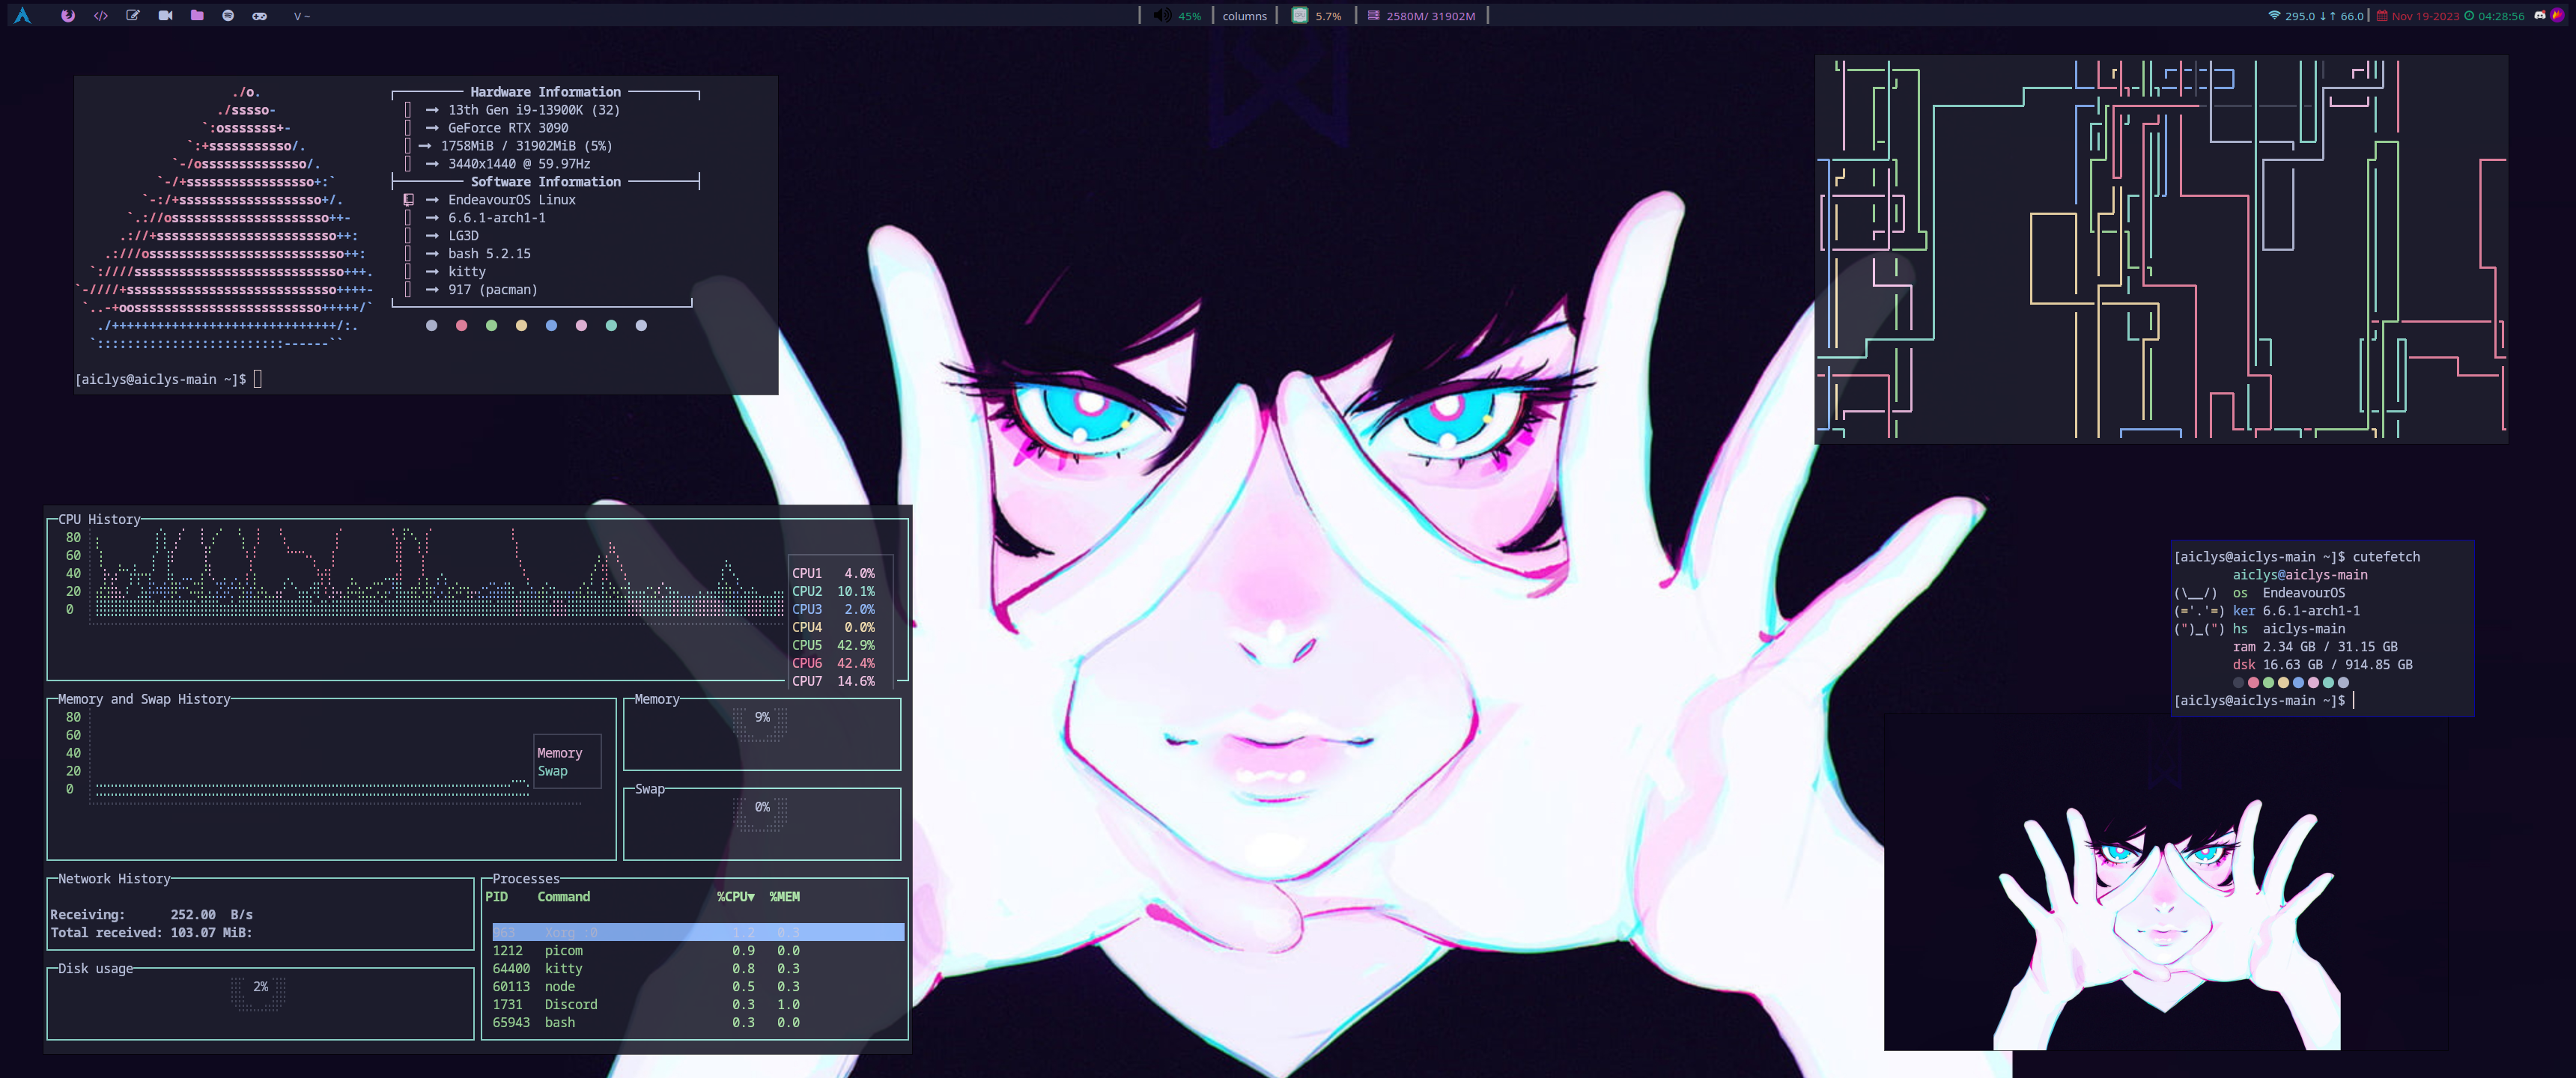 V ~
45%
columns
5.7%
2580M/ 31902M
295.0 ↓↑ 66.0
Nov 19-2023
04:28:56
./o.
./sssso-
`:osssssss+-
`:+sssssssssso/.
`-/ossssssssssssso/.
`-/+sssssssssssssssso+:`
`-:/+sssssssssssssssssso+/.
`.://osssssssssssssssssssso++-
.://+ssssssssssssssssssssssso++:
.:///ossssssssssssssssssssssssso++:
`:////ssssssssssssssssssssssssssso+++.
`-////+ssssssssssssssssssssssssssso++++-
`..-+oosssssssssssssssssssssssso+++++/`
./++++++++++++++++++++++++++++++/:.
`:::::::::::::::::::::::::------``
Hardware Information
→ 13th Gen i9-13900K (32)
→ GeForce RTX 3090
→ 1758MiB / 31902MiB (5%)
→ 3440x1440 @ 59.97Hz
Software Information
→ EndeavourOS Linux
→ 6.6.1-arch1-1
→ LG3D
→ bash 5.2.15
→ kitty
→ 917 (pacman)
[aiclys@aiclys-main ~]$
CPU History
80
60
40
20
0
CPU1 4.0%
CPU2 10.1%
CPU3 2.0%
CPU4 0.0%
CPU5 42.9%
CPU6 42.4%
CPU7 14.6%
Memory and Swap History
80
60
40
20
0
Memory
Swap
Memory
9%
Swap
0%
Network History
Receiving: 252.00 B/s
Total received: 103.07 MiB:
Disk usage
2%
Processes
PID Command %CPU▼ %MEM
963 Xorg :0 1.2 0.3
1212 picom 0.9 0.0
64400 kitty 0.8 0.3
60113 node 0.5 0.3
1731 Discord 0.3 1.0
65943 bash 0.3 0.0
[aiclys@aiclys-main ~]$ cutefetch
aiclys@aiclys-main
(\__/) os EndeavourOS
(='.'=) ker 6.6.1-arch1-1
(")_(") hs aiclys-main
ram 2.34 GB / 31.15 GB
dsk 16.63 GB / 914.85 GB
[aiclys@aiclys-main ~]$